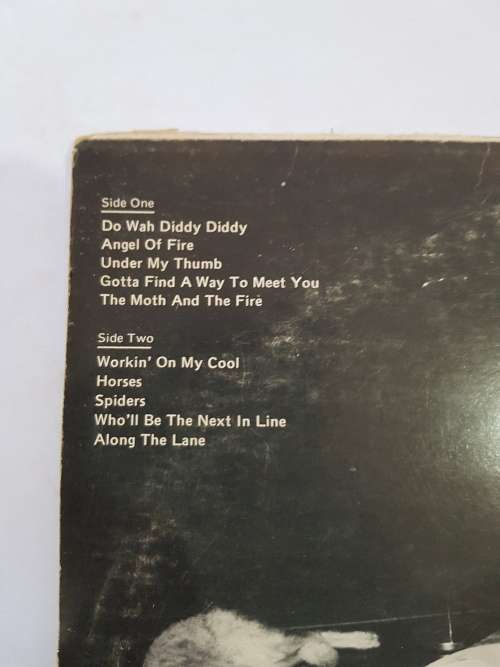 Side One
Do Wah Diddy Diddy
Angel Of Fire
Under My Thumb
Gotta Find A Way To Meet You
The Moth And The Fire
Side Two
Workin' On My Cool
Horses
Spiders
Who'll Be The Next In Line
Along The Lane